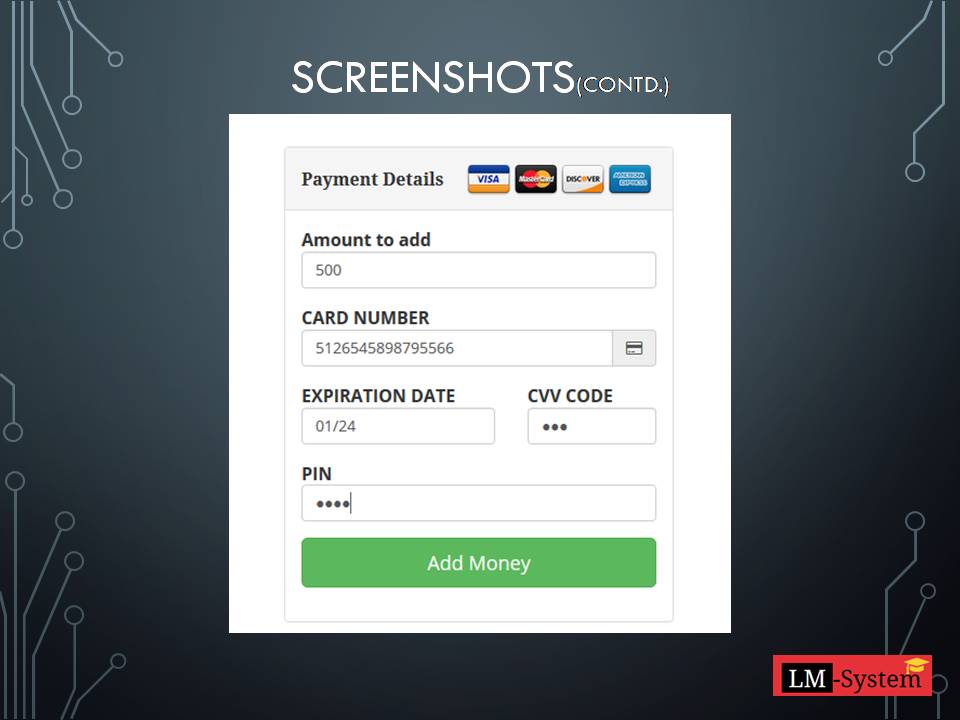 SCREENSHOTS(CONTD.)
Payment Details VISA MasterCard DISCOVER AMERICAN EXPRESS
Amount to add
500
CARD NUMBER
5126545898795566
EXPIRATION DATE CVV CODE
01/24 •••
PIN
••••
Add Money
LM-System